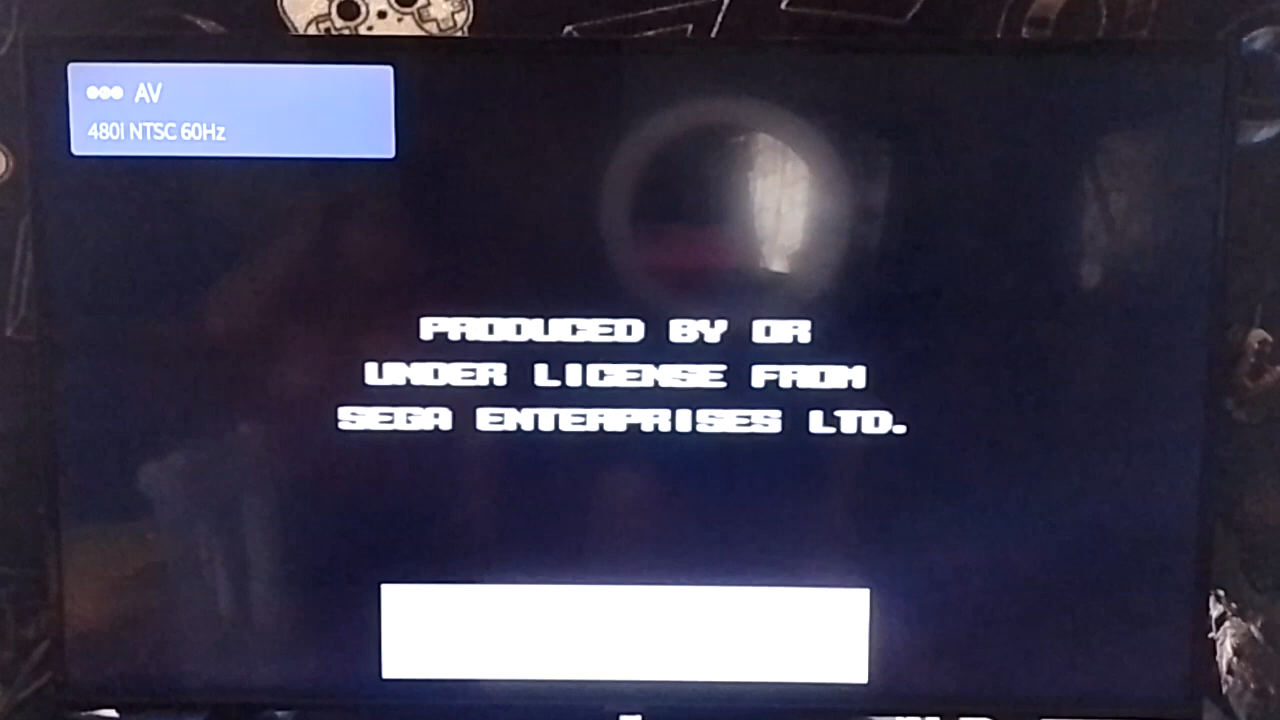 AV
480i NTSC 60Hz
PRODUCED BY OR
UNDER LICENSE FROM
SEGA ENTERPRISES LTD.